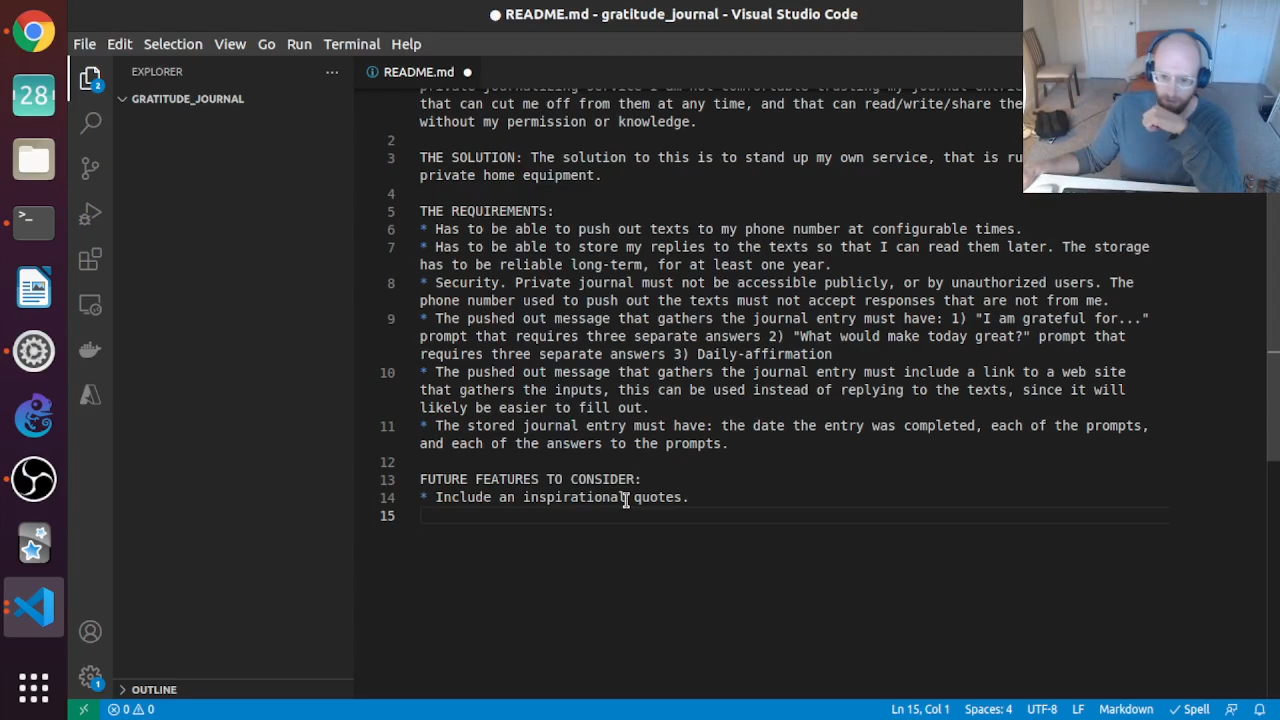 README.md - gratitude_journal - Visual Studio Code
File Edit Selection View Go Run Terminal Help
EXPLORER
README.md
28
2
GRATITUDE_JOURNAL
that can cut me off from them at any time, and that can read/write/share the
without my permission or knowledge.
2
3 THE SOLUTION: The solution to this is to stand up my own service, that is
private home equipment.
4
5 THE REQUIREMENTS:
6 * Has to be able to push out texts to my phone number at configurable times.
7 * Has to be able to store my replies to the texts so that I can read them later. The storage
has to be reliable long-term, for at least one year.
8 * Security. Private journal must not be accessible publicly, or by unauthorized users. The
phone number used to push out the texts must not accept responses that are not from me.
9 * The pushed out message that gathers the journal entry must have: 1) "I am grateful for..."
prompt that requires three separate answers 2) "What would make today great?" prompt that
requires three separate answers 3) Daily-affirmation
10 * The pushed out message that gathers the journal entry must include a link to a web site
that gathers the inputs, this can be used instead of replying to the texts, since it will
likely be easier to fill out.
11 * The stored journal entry must have: the date the entry was completed, each of the prompts,
and each of the answers to the prompts.
12
13 FUTURE FEATURES TO CONSIDER:
14 * Include an inspirational quotes.
15
1
OUTLINE
0 0 Ln 15, Col 1 Spaces: 4 UTF-8 LF Markdown Spell